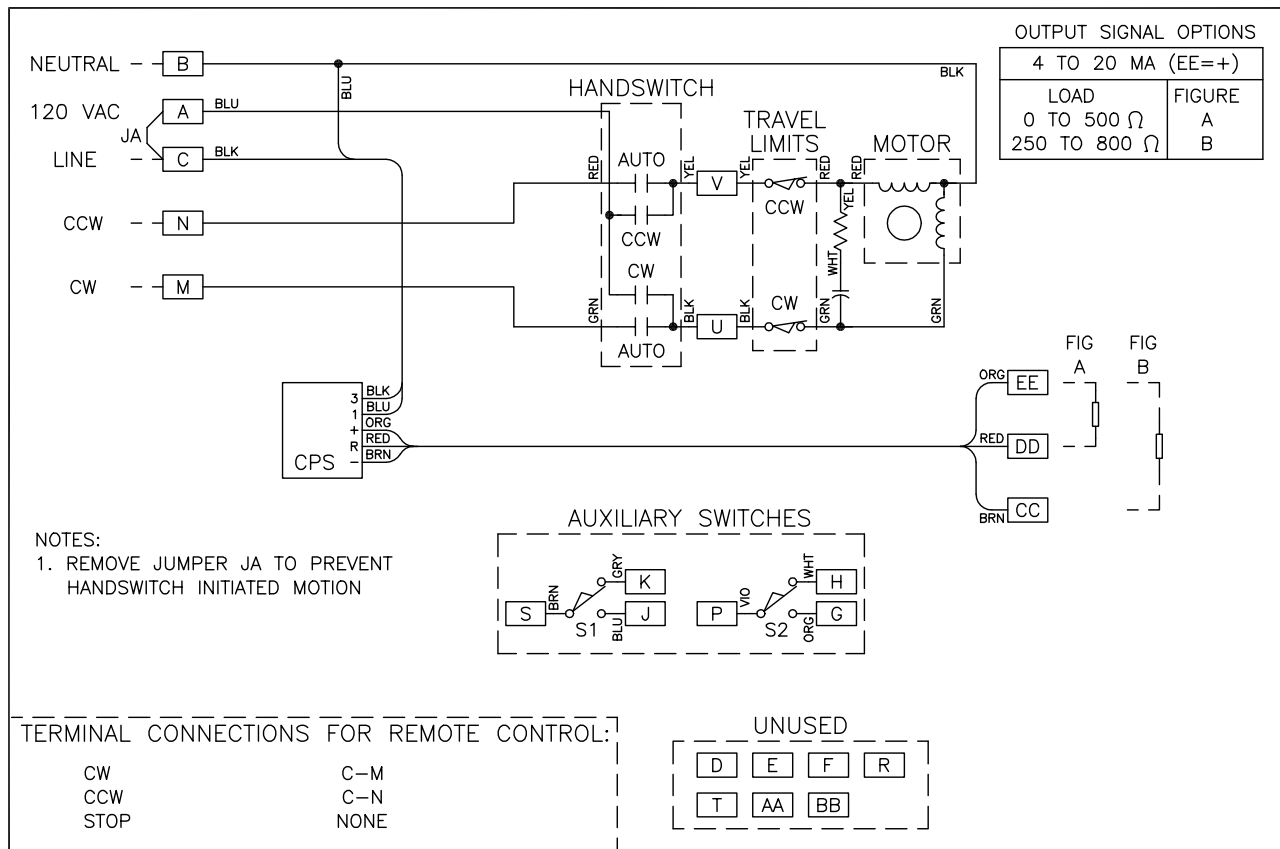 OUTPUT SIGNAL OPTIONS
4 TO 20 MA (EE=+)
LOAD FIGURE
0 TO 500 Ω A
250 TO 800 Ω B
NEUTRAL B
BLU
BLK
120 VAC A BLU
JA
LINE C BLK
CCW N
CW M
HANDSWITCH
RED AUTO YEL
CCW
CW
GRN AUTO BLK
V
U
TRAVEL
LIMITS
YEL RED
CCW
CW
BLK GRN
MOTOR
RED
YEL
WHT
GRN
CPS
3 BLK
1 BLU
+ ORG
R RED
- BRN
ORG EE
RED DD
BRN CC
FIG
A
FIG
B
NOTES:
1. REMOVE JUMPER JA TO PREVENT
HANDSWITCH INITIATED MOTION
AUXILIARY SWITCHES
S BRN S1 GRY K
BLU J
P VIO S2 WHT H
ORG G
TERMINAL CONNECTIONS FOR REMOTE CONTROL:
CW C-M
CCW C-N
STOP NONE
UNUSED
D E F R
T AA BB